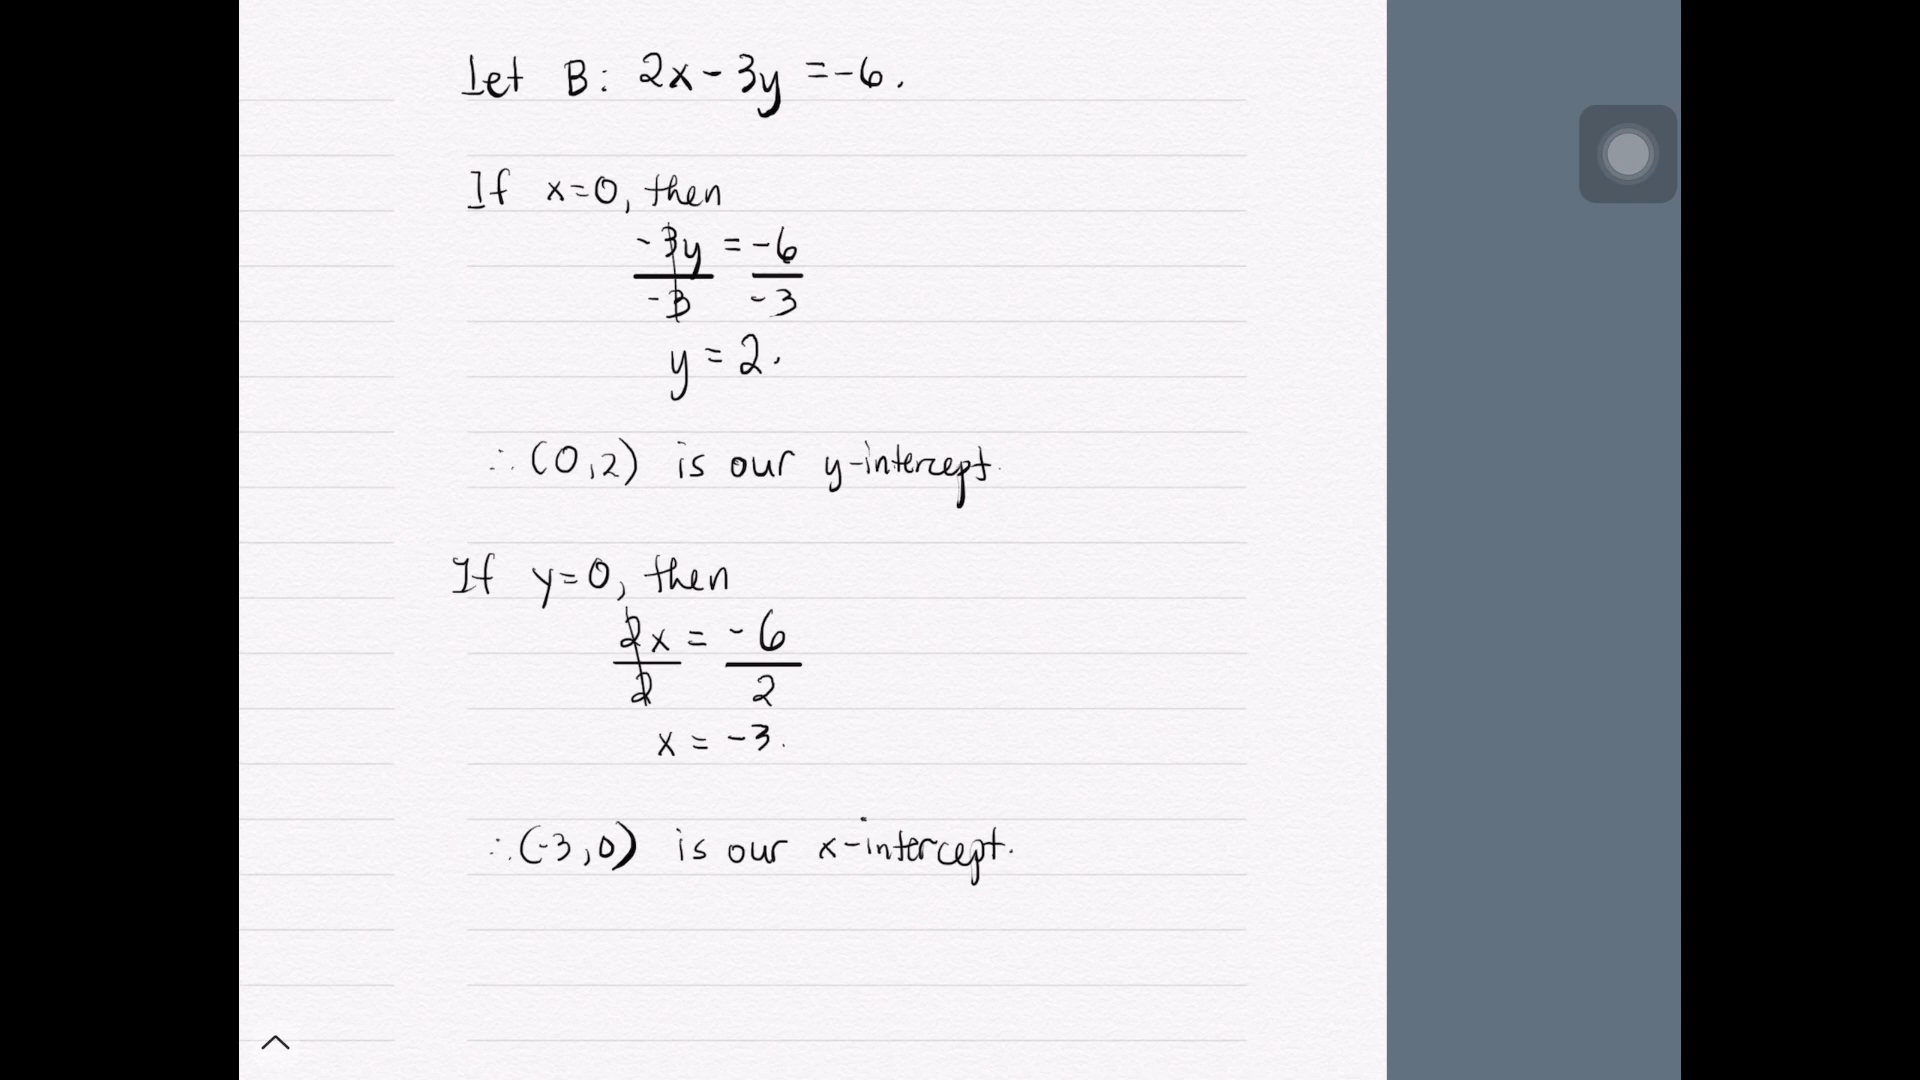 Let B: 2x - 3y = -6.
If x=0, then
-3y = -6
-3 -3
y = 2.
∴ (0,2) is our y-intercept.
If y=0, then
2x = -6
2 2
x = -3.
∴ (-3,0) is our x-intercept.